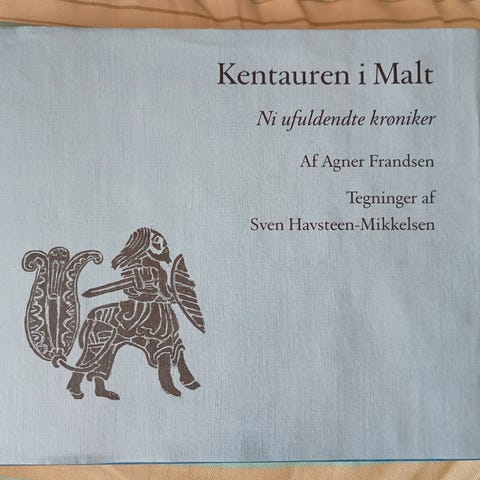 Kentauren i Malt
Ni ufuldendte krøniker
Af Agner Frandsen
Tegninger af
Sven Havsteen-Mikkelsen